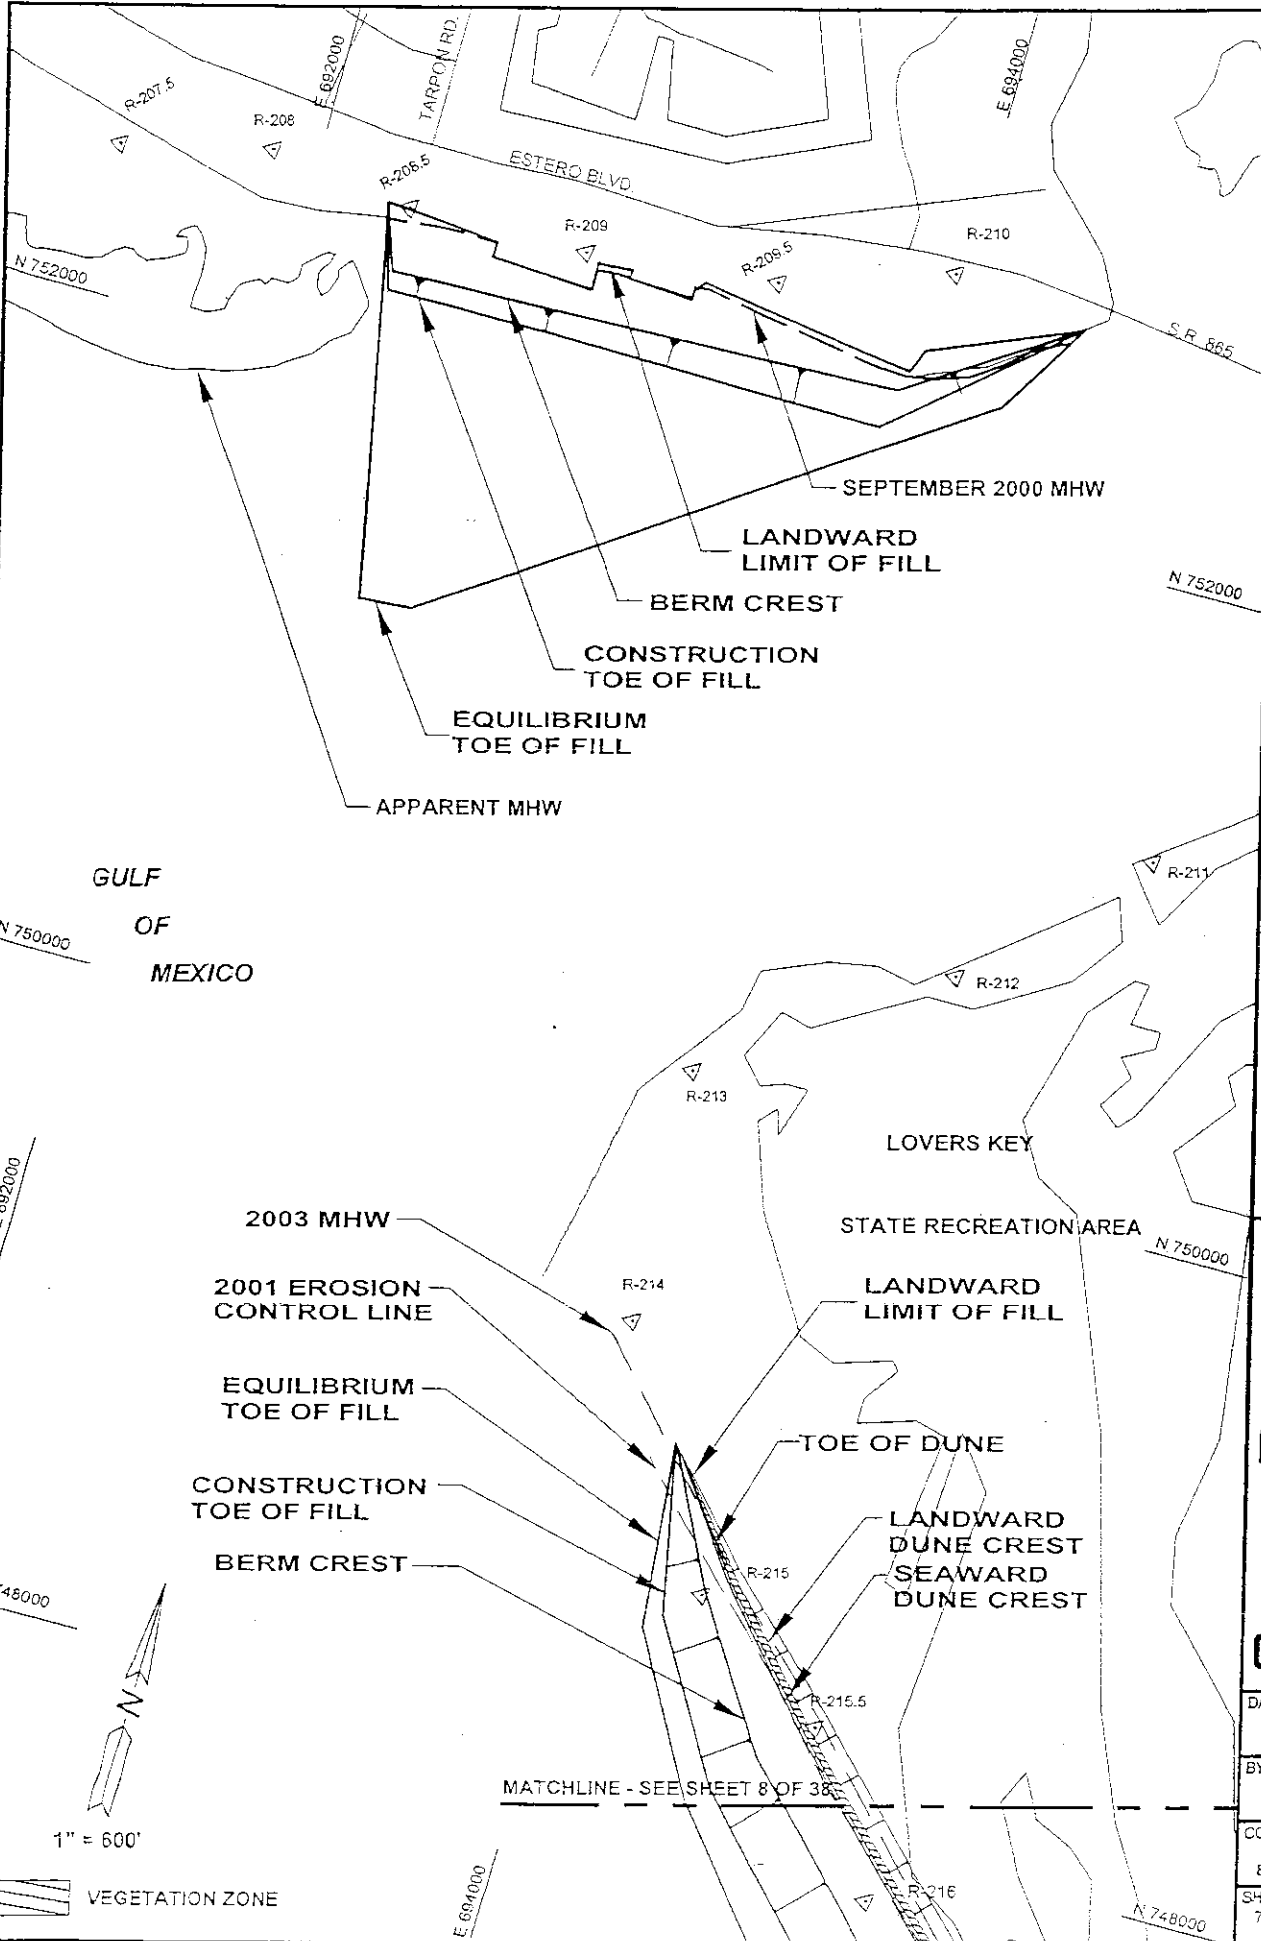 E 692000
TARPON RD.
E 694000
R-207.5
R-208
R-208.5
ESTERO BLVD.
R-209
R-209.5
R-210
N 752000
S.R. 865
SEPTEMBER 2000 MHW
LANDWARD
LIMIT OF FILL
BERM CREST
N 752000
CONSTRUCTION
TOE OF FILL
EQUILIBRIUM
TOE OF FILL
APPARENT MHW
GULF
OF
MEXICO
N 750000
R-211
R-212
R-213
LOVERS KEY
STATE RECREATION AREA
N 750000
2003 MHW
2001 EROSION
CONTROL LINE
R-214
LANDWARD
LIMIT OF FILL
EQUILIBRIUM
TOE OF FILL
TOE OF DUNE
CONSTRUCTION
TOE OF FILL
LANDWARD
DUNE CREST
BERM CREST
R-215
SEAWARD
DUNE CREST
748000
N
R-215.5
MATCHLINE - SEE SHEET 8 OF 38
1" = 600'
VEGETATION ZONE
E 694000
R-216
N 748000